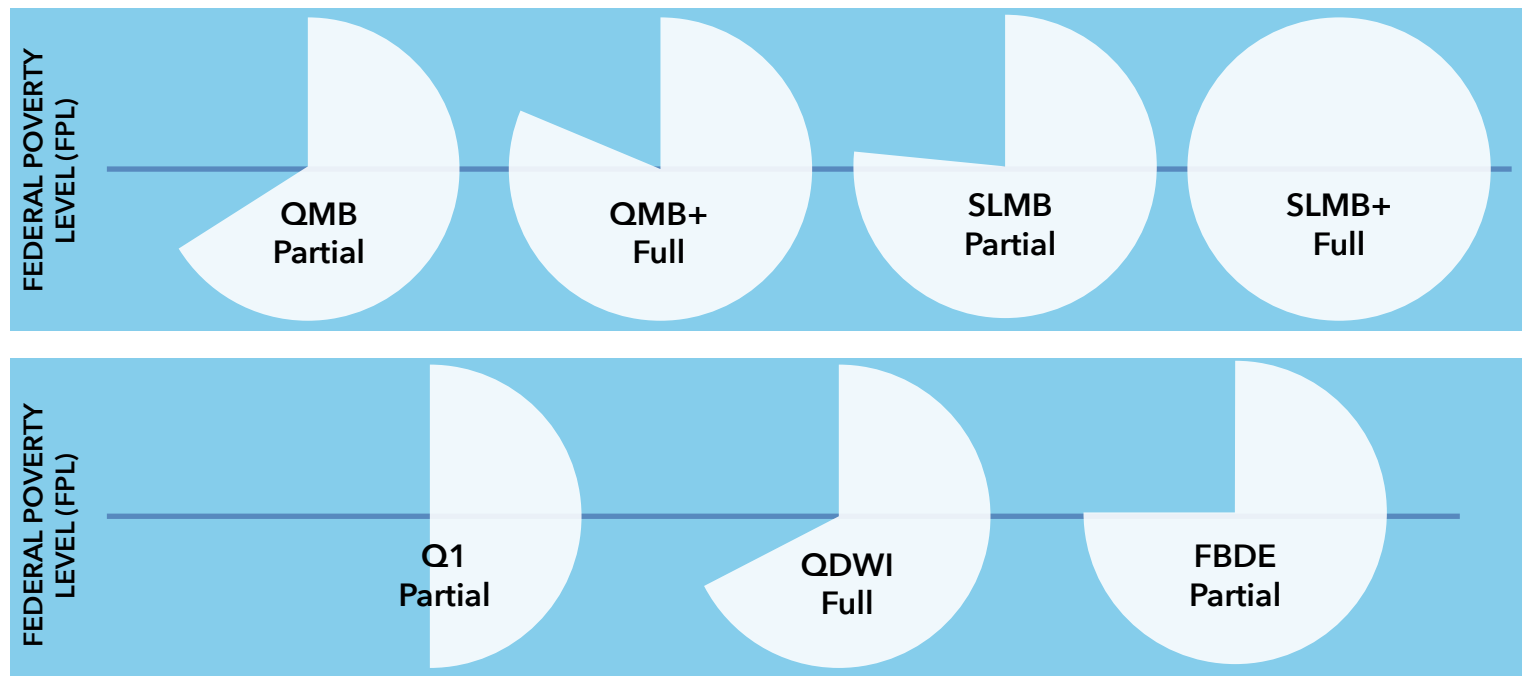 FEDERAL POVERTY
LEVEL (FPL)
QMB
Partial
QMB+
Full
SLMB
Partial
SLMB+
Full
FEDERAL POVERTY
LEVEL (FPL)
Q1
Partial
QDWI
Full
FBDE
Partial